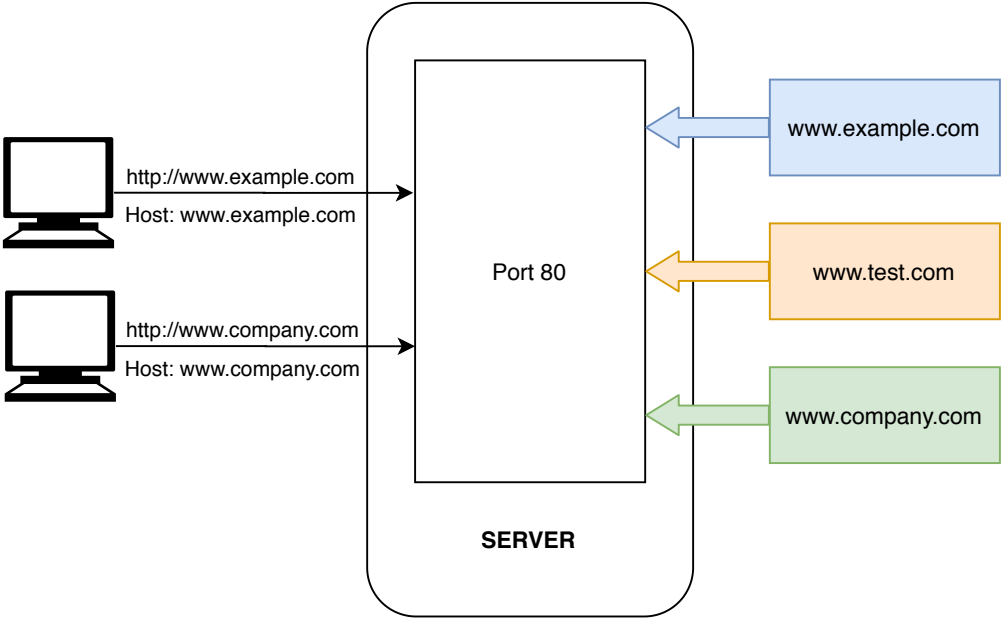 http://www.example.com
Host: www.example.com
http://www.company.com
Host: www.company.com
Port 80
SERVER
www.example.com
www.test.com
www.company.com